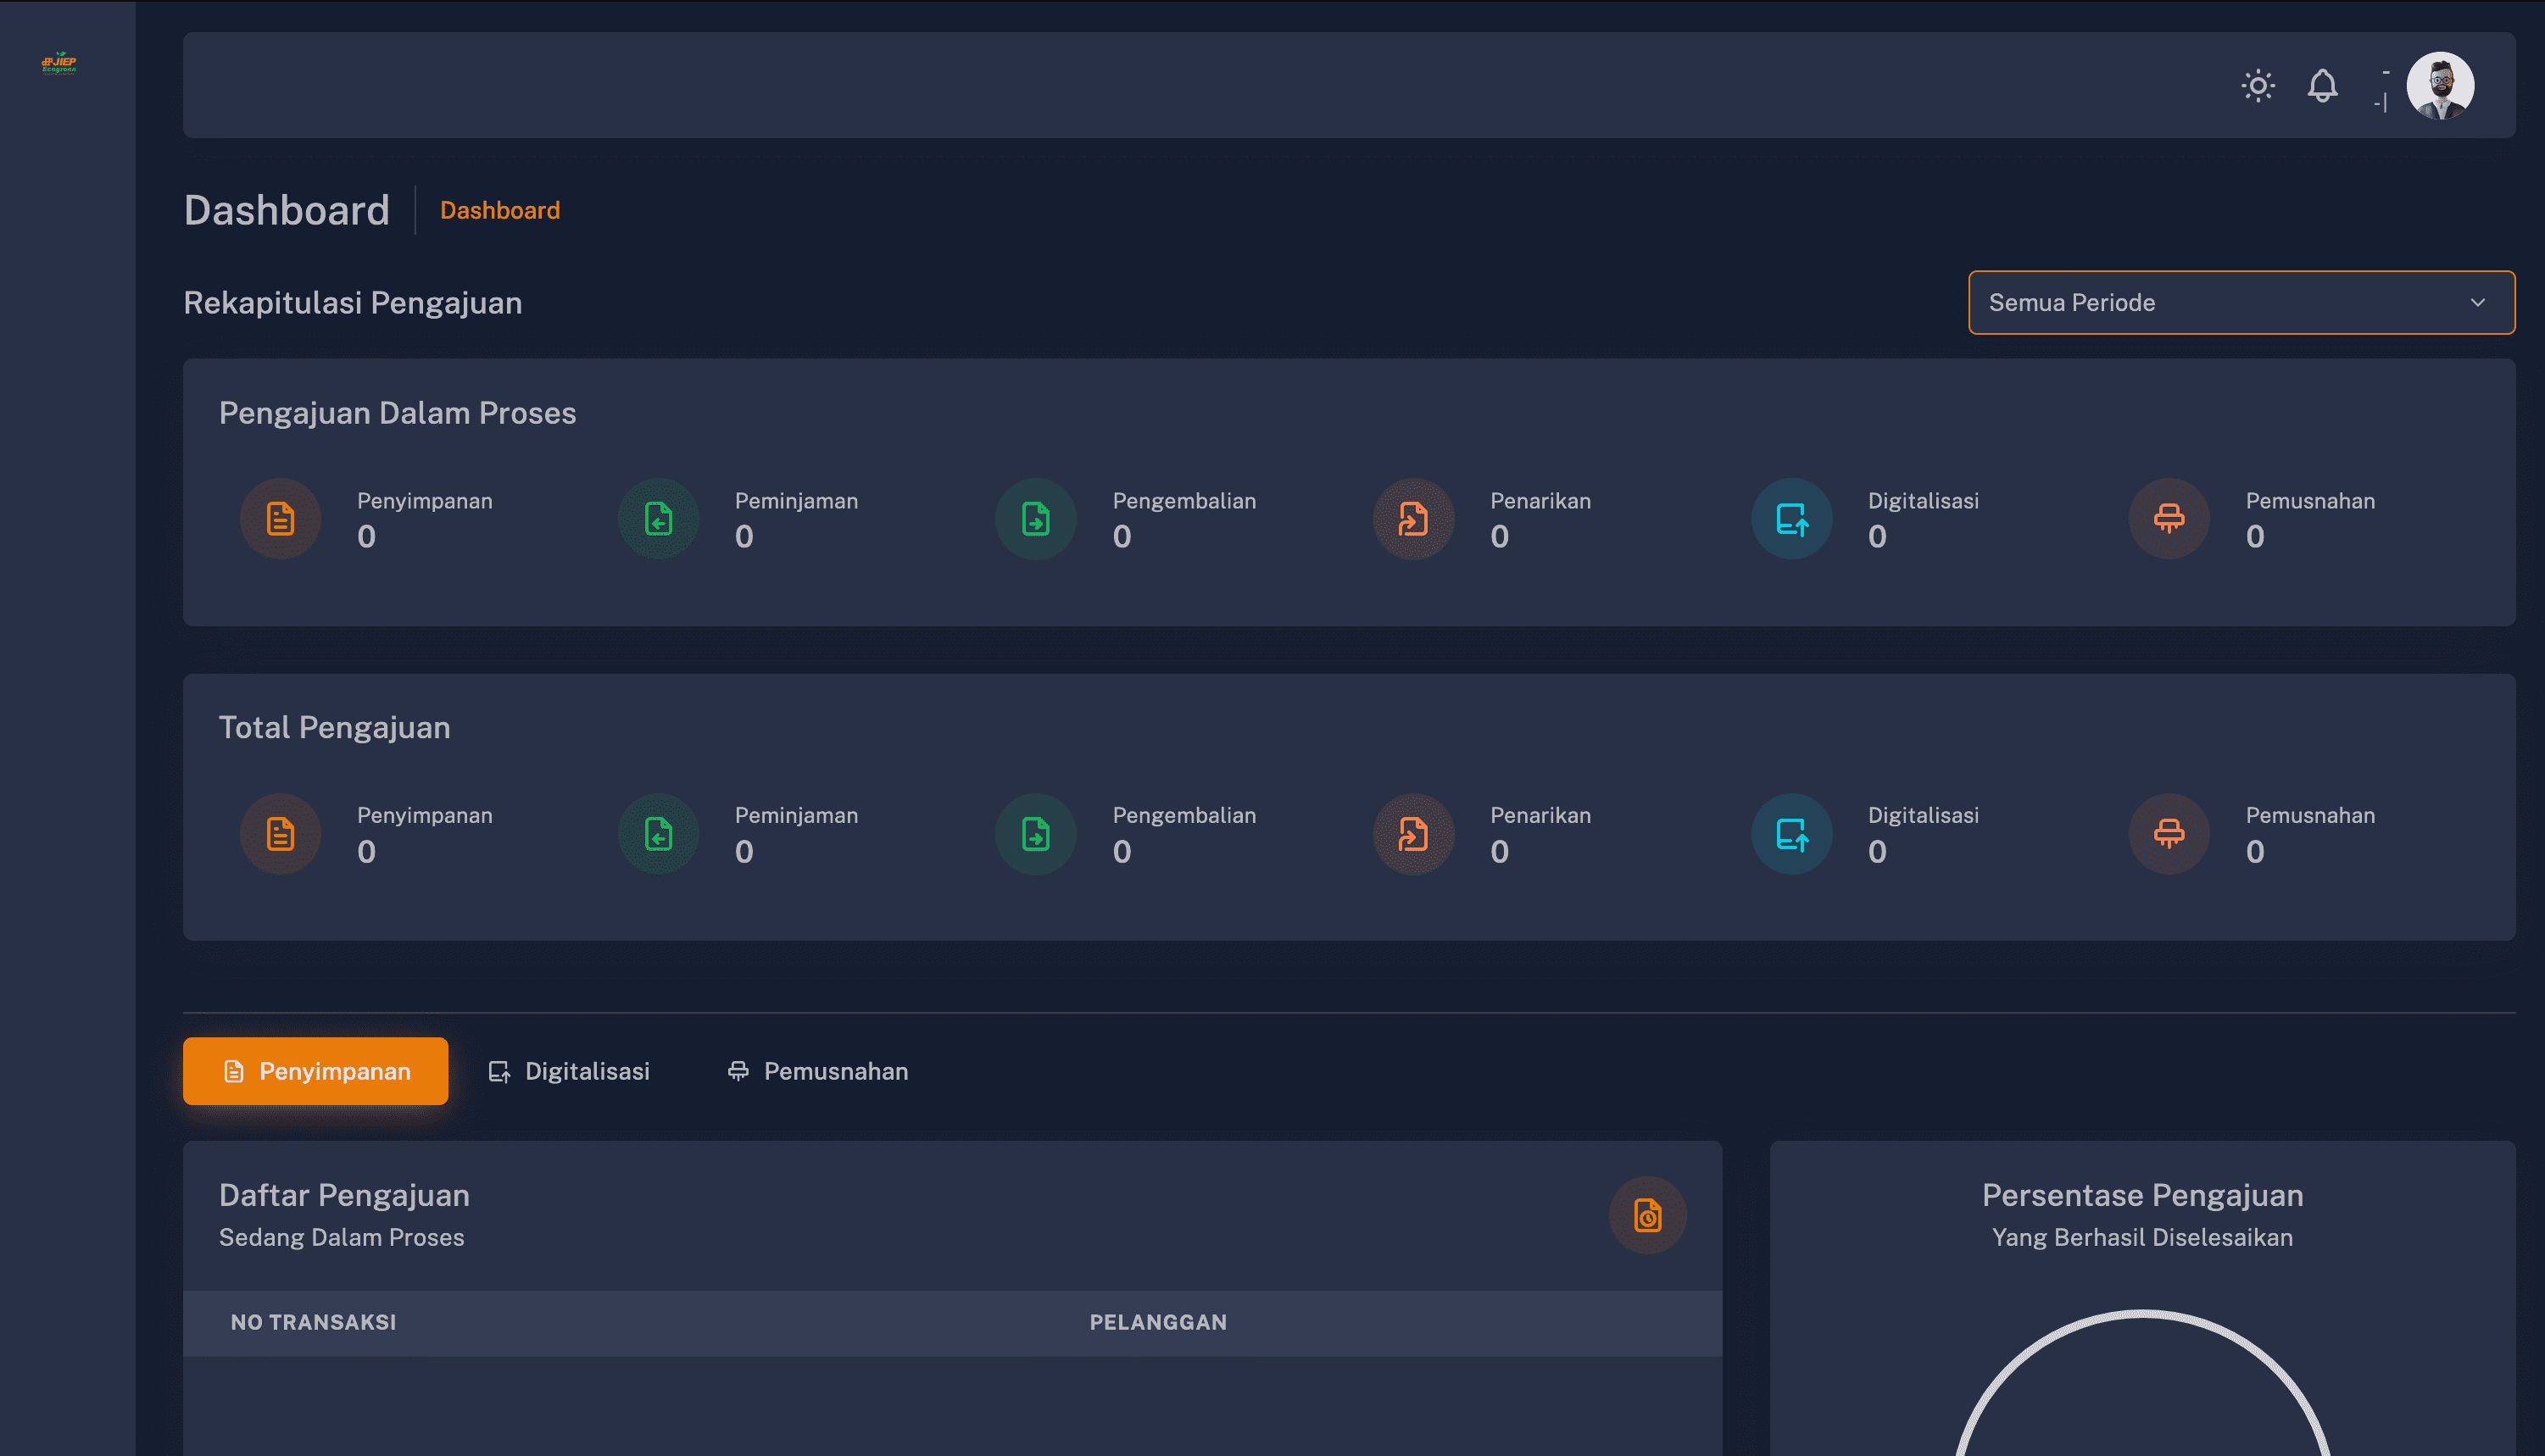 JIEP
Ecogreen
-
-|
Dashboard
Dashboard
Rekapitulasi Pengajuan
Semua Periode
Pengajuan Dalam Proses
Penyimpanan
0
Peminjaman
0
Pengembalian
0
Penarikan
0
Digitalisasi
0
Pemusnahan
0
Total Pengajuan
Penyimpanan
0
Peminjaman
0
Pengembalian
0
Penarikan
0
Digitalisasi
0
Pemusnahan
0
Penyimpanan
Digitalisasi
Pemusnahan
Daftar Pengajuan
Sedang Dalam Proses
NO TRANSAKSI
PELANGGAN
Persentase Pengajuan
Yang Berhasil Diselesaikan